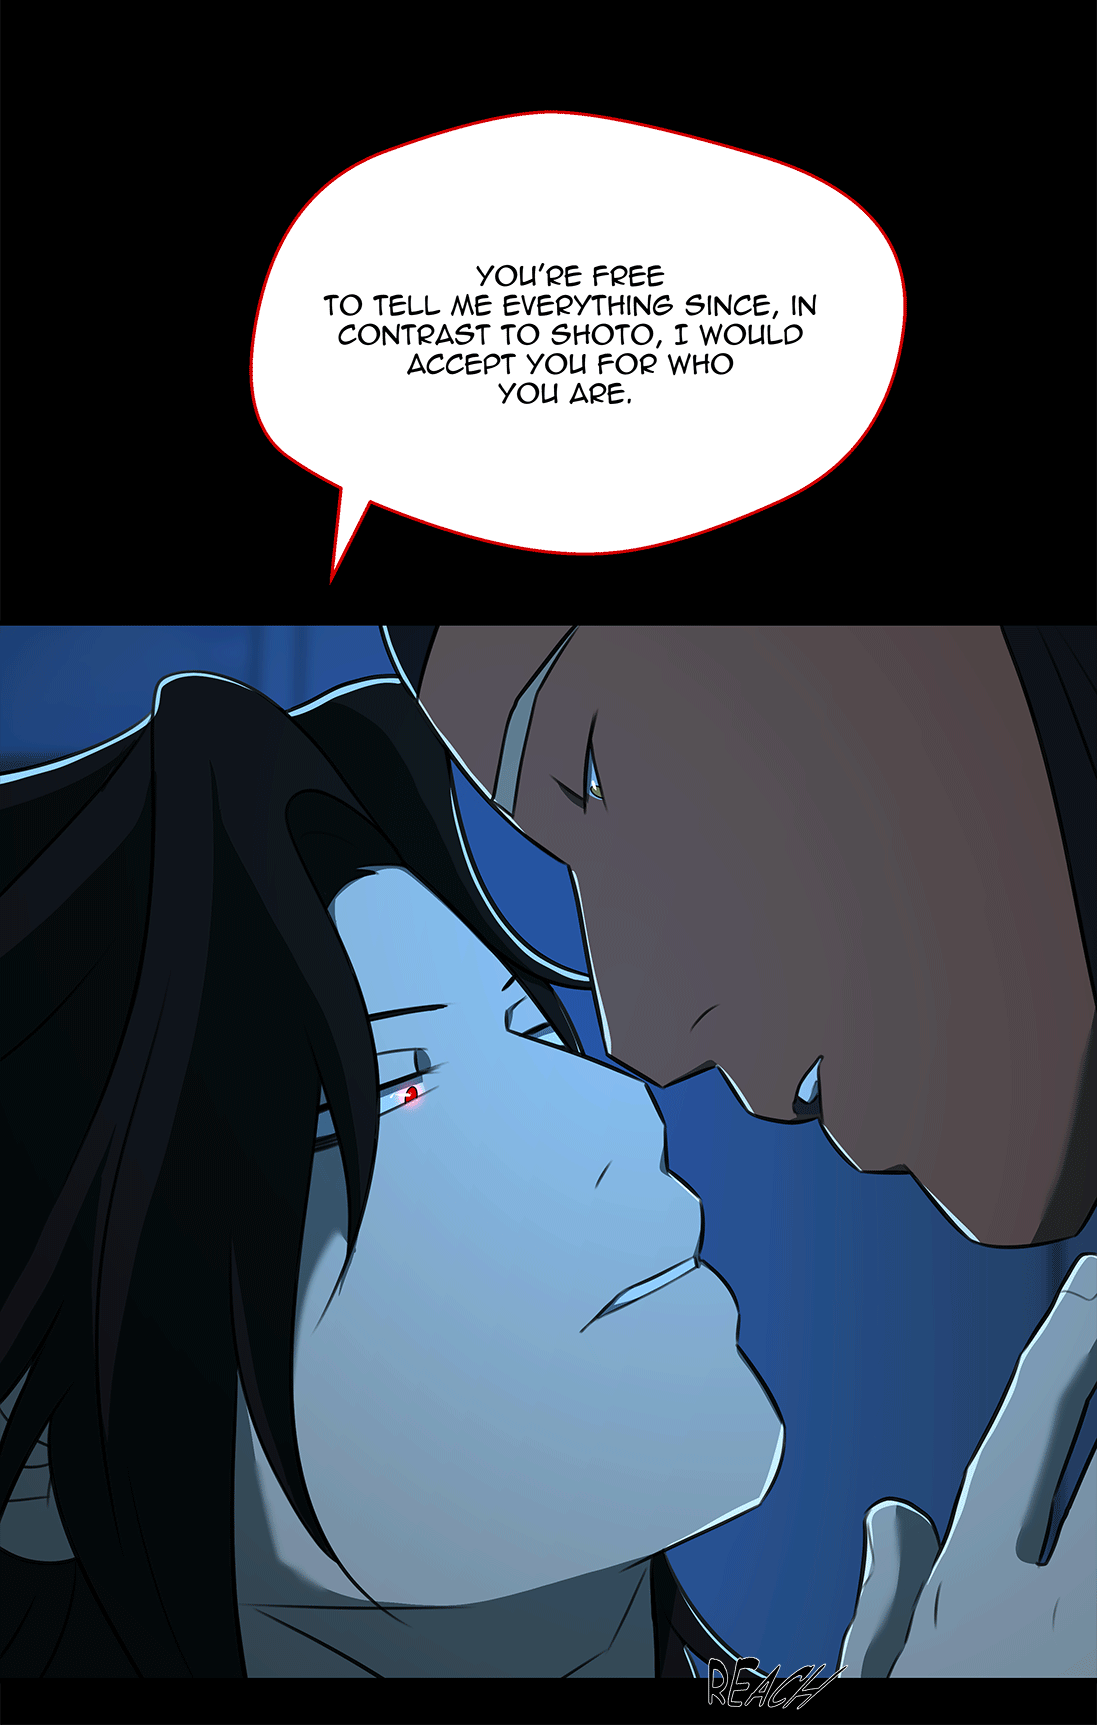 YOU'RE FREE
TO TELL ME EVERYTHING SINCE, IN
CONTRAST TO SHOTO, I WOULD
ACCEPT YOU FOR WHO
YOU ARE.
REACH